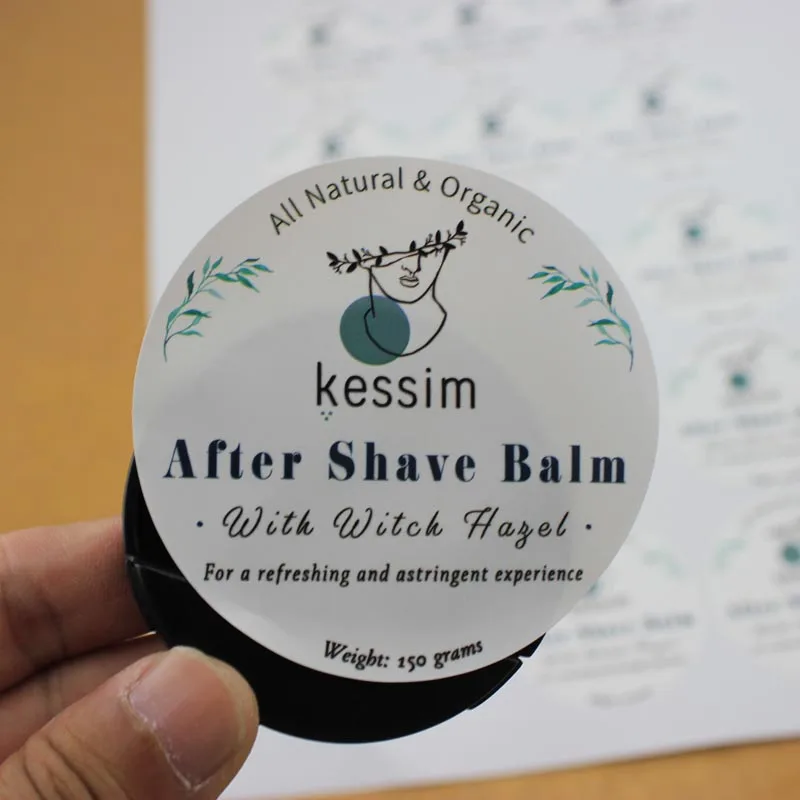 All Natural & Organic
kessim
After Shave Balm
· With Witch Hazel ·
For a refreshing and astringent experience
Weight: 150 grams